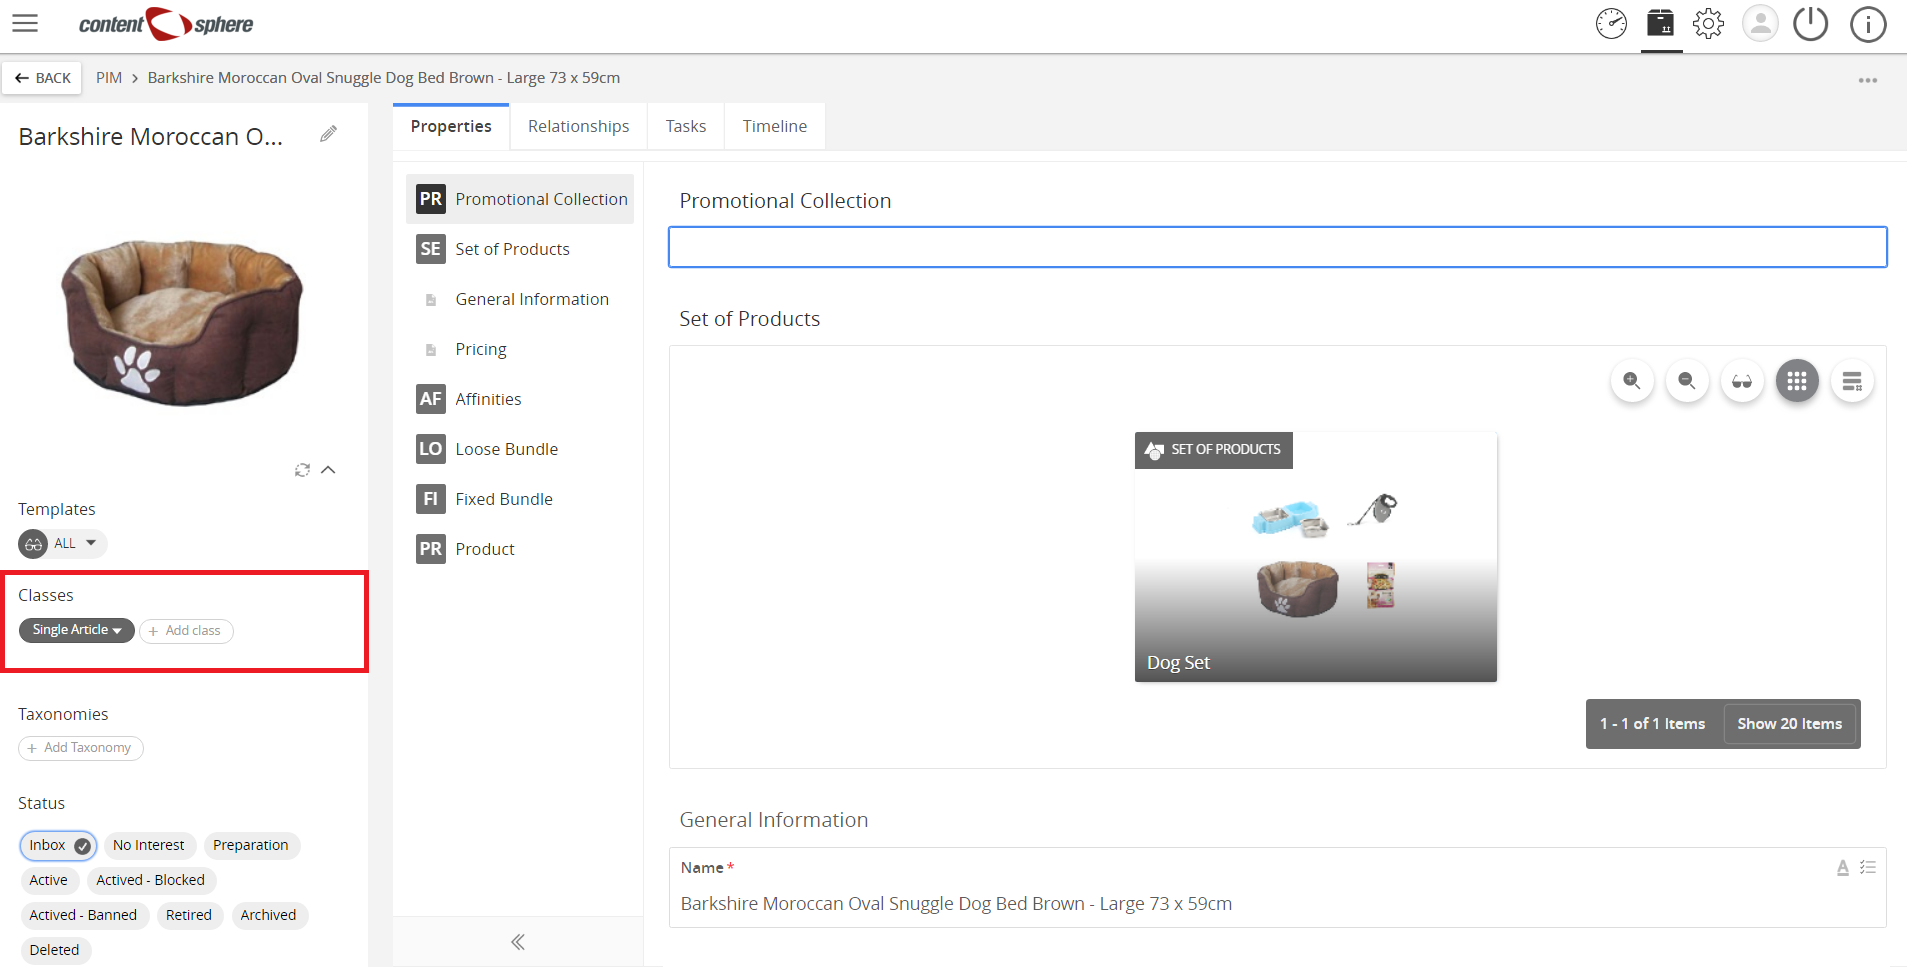 content sphere
BACK PIM > Barkshire Moroccan Oval Snuggle Dog Bed Brown - Large 73 x 59cm
Barkshire Moroccan O...
Templates
ALL
Classes
Single Article
+ Add class
Taxonomies
+ Add Taxonomy
Status
Inbox No Interest Preparation
Active Actived - Blocked
Actived - Banned Retired Archived
Deleted
Properties Relationships Tasks Timeline
PR Promotional Collection
SE Set of Products
General Information
Pricing
AF Affinities
LO Loose Bundle
FI Fixed Bundle
PR Product
Promotional Collection
Set of Products
SET OF PRODUCTS
Dog Set
1 - 1 of 1 Items Show 20 Items
General Information
Name *
A
Barkshire Moroccan Oval Snuggle Dog Bed Brown - Large 73 x 59cm